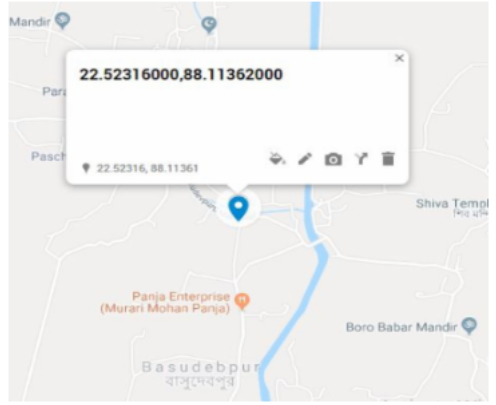 Mandir
22.52316000,88.11362000
Para
Pasch
22.52316, 88.11361
Shiva Templ
Panja Enterprise
(Murari Mohan Panja)
Boro Babar Mandir
Basudebpur
বাসুদেবপুর